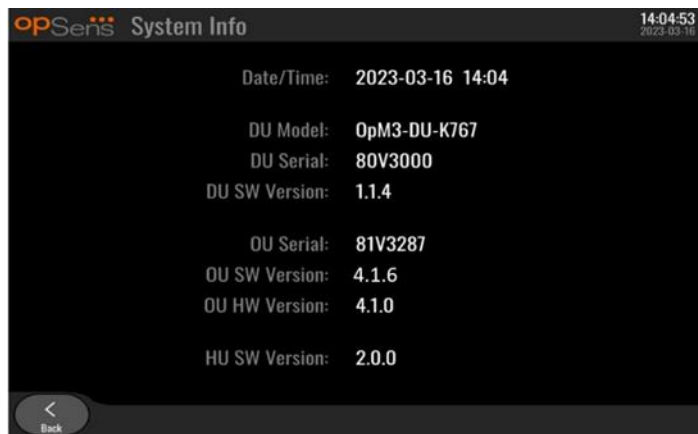 opSens System Info
14:04:53
2023-03-16
Date/Time: 2023-03-16 14:04
DU Model: OpM3-DU-K767
DU Serial: 80V3000
DU SW Version: 1.1.4
OU Serial: 81V3287
OU SW Version: 4.1.6
OU HW Version: 4.1.0
HU SW Version: 2.0.0
Back